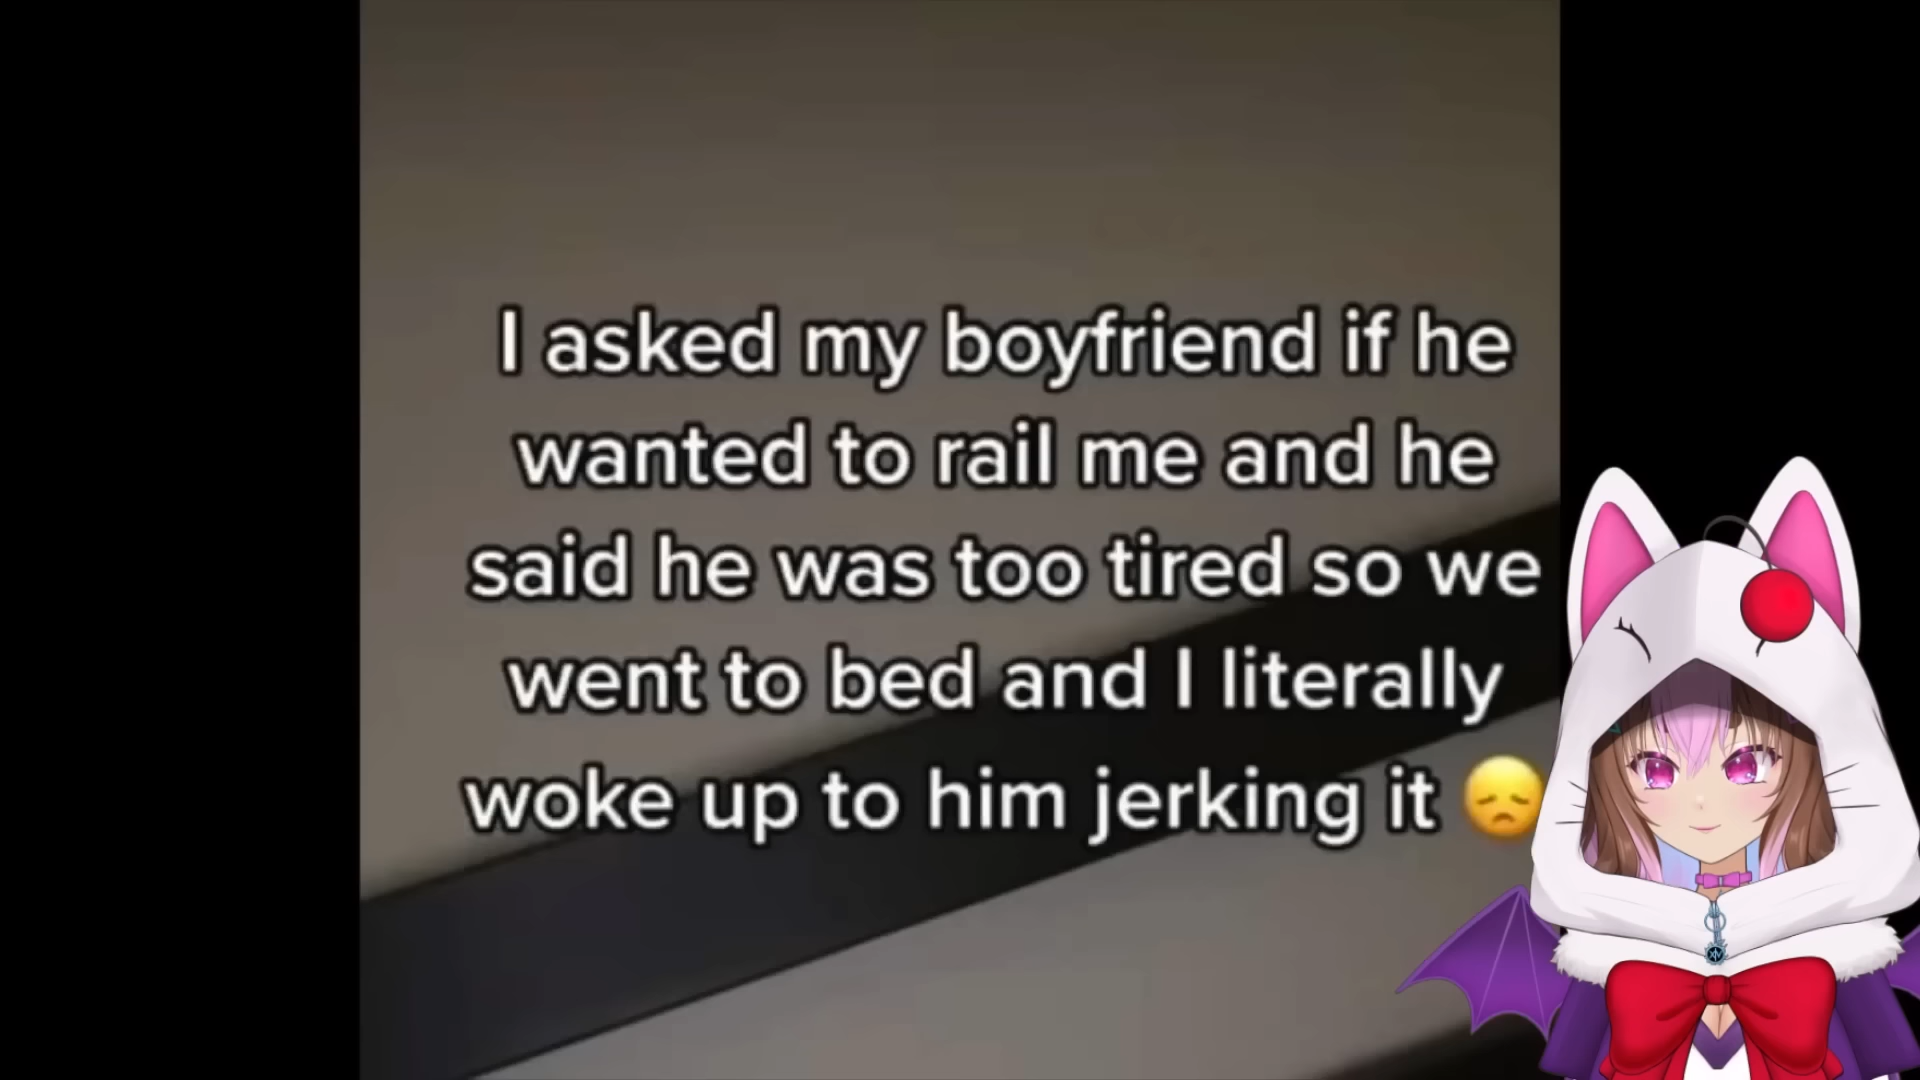 I asked my boyfriend if he
wanted to rail me and he
said he was too tired so we
went to bed and I literally
woke up to him jerking it 😞
XIV